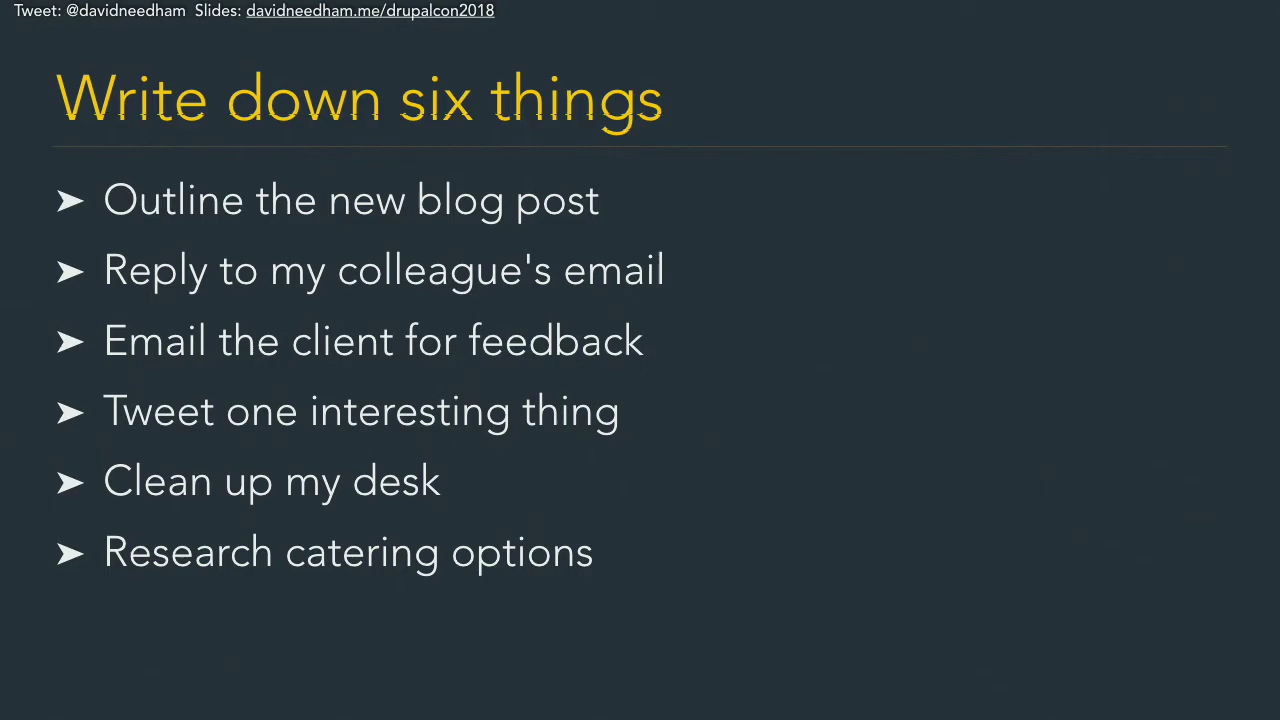 Tweet: @davidneedham Slides: davidneedham.me/drupalcon2018
Write down six things
➤ Outline the new blog post
➤ Reply to my colleague's email
➤ Email the client for feedback
➤ Tweet one interesting thing
➤ Clean up my desk
➤ Research catering options